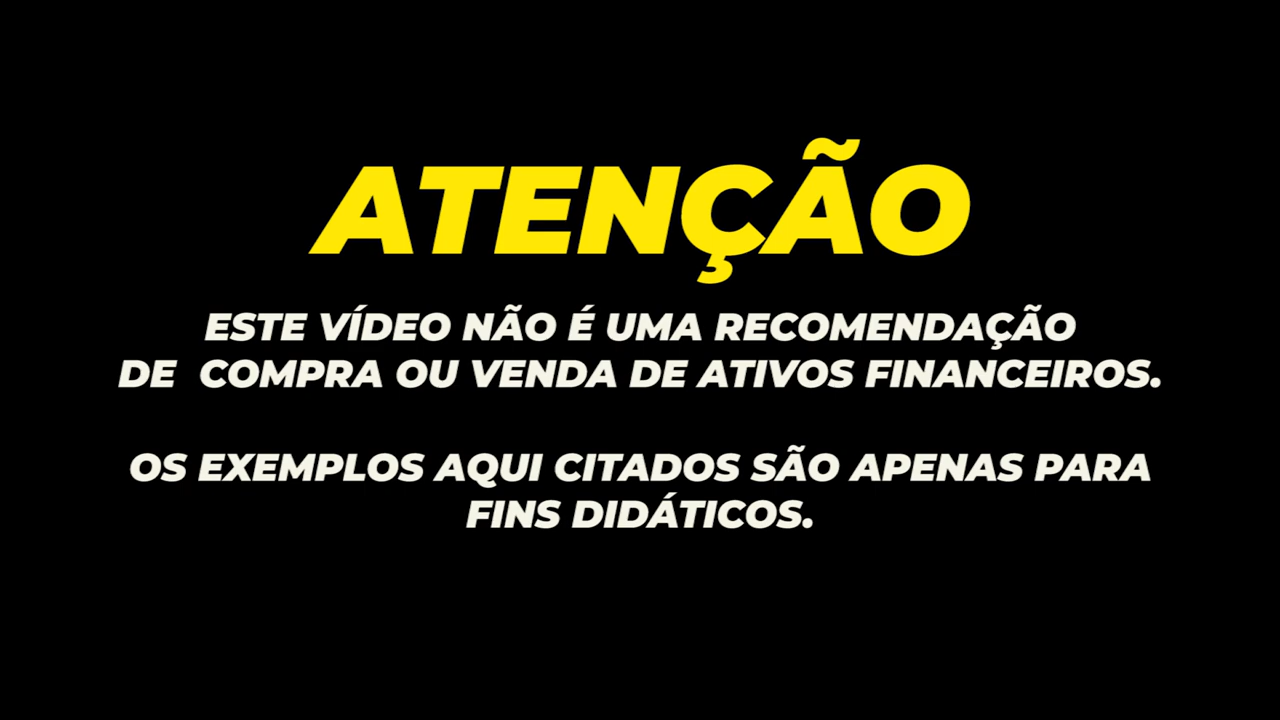 ATENÇÃO
ESTE VÍDEO NÃO É UMA RECOMENDAÇÃO
DE  COMPRA OU VENDA DE ATIVOS FINANCEIROS.
OS EXEMPLOS AQUI CITADOS SÃO APENAS PARA
FINS DIDÁTICOS.